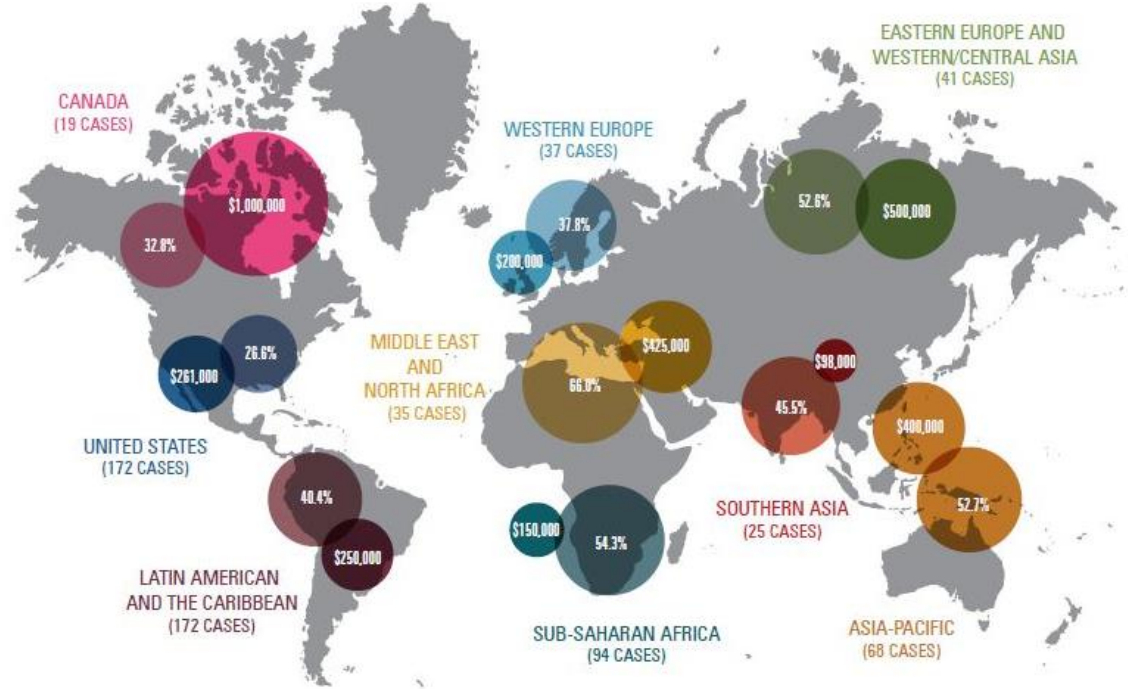 EASTERN EUROPE AND
WESTERN/CENTRAL ASIA
(41 CASES)
CANADA
(19 CASES)
WESTERN EUROPE
(37 CASES)
$1,000,000
32.8%
37.8%
$200,000
52.6%
$500,000
MIDDLE EAST
AND
NORTH AFRICA
(35 CASES)
$425,000
66.0%
26.6%
$261,000
$98,000
45.5%
$400,000
UNITED STATES
(172 CASES)
40.4%
$250,000
SOUTHERN ASIA
(25 CASES)
52.7%
$150,000
54.3%
LATIN AMERICAN
AND THE CARIBBEAN
(172 CASES)
SUB-SAHARAN AFRICA
(94 CASES)
ASIA-PACIFIC
(68 CASES)